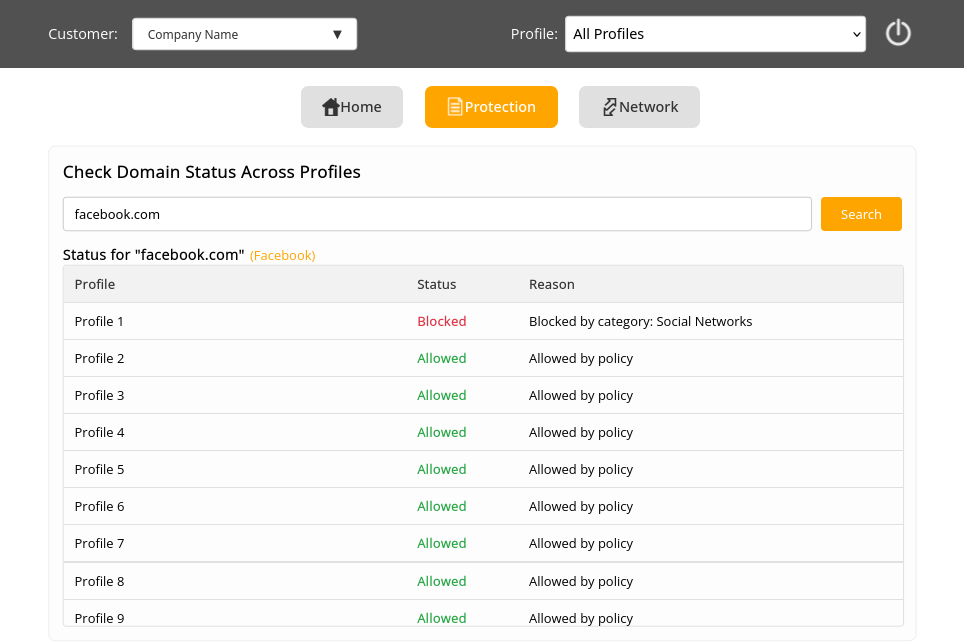 Customer: Company Name ▼ Profile: All Profiles
Home Protection Network
Check Domain Status Across Profiles
facebook.com Search
Status for "facebook.com" (Facebook)
Profile Status Reason
Profile 1 Blocked Blocked by category: Social Networks
Profile 2 Allowed Allowed by policy
Profile 3 Allowed Allowed by policy
Profile 4 Allowed Allowed by policy
Profile 5 Allowed Allowed by policy
Profile 6 Allowed Allowed by policy
Profile 7 Allowed Allowed by policy
Profile 8 Allowed Allowed by policy
Profile 9 Allowed Allowed by policy